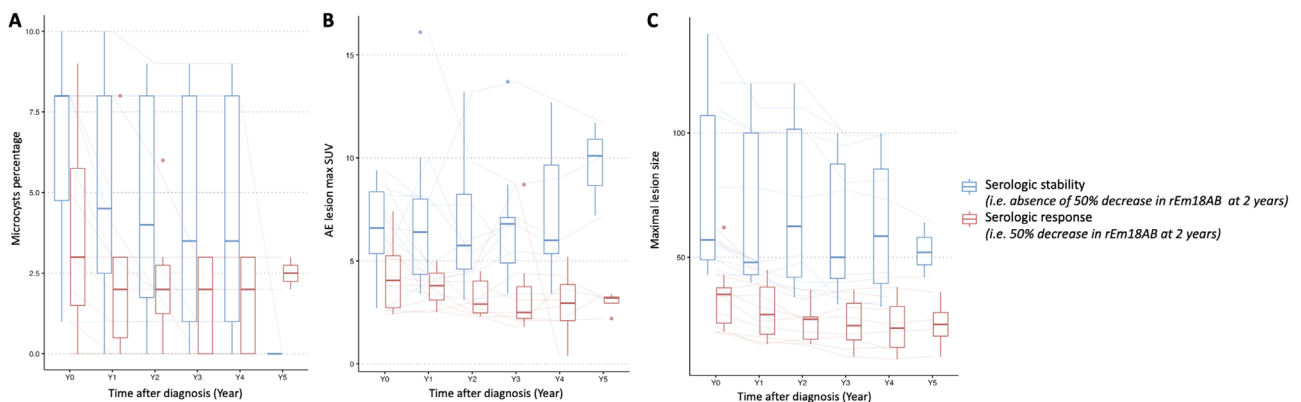 A
10.0
7.5
5.0
2.5
0.0
Microcysts percentage
Y0 Y1 Y2 Y3 Y4 Y5
Time after diagnosis (Year)
B
15
10
5
0
AE lesion max SUV
Y0 Y1 Y2 Y3 Y4 Y5
Time after diagnosis (Year)
C
100
50
Maximal lesion size
Y0 Y1 Y2 Y3 Y4 Y5
Time after diagnosis (Year)
Serologic stability
(i.e. absence of 50% decrease in rEm18AB at 2 years)
Serologic response
(i.e. 50% decrease in rEm18AB at 2 years)